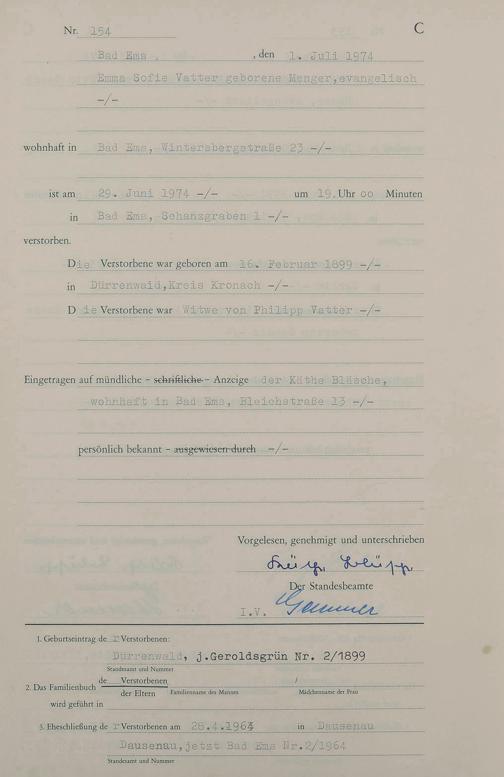 Nr. 154 C
Bad Ems, den 1. Juli 1974
Emma Sofie Vatter geborene Menger,evangelisch
-/-
wohnhaft in Bad Ems, Wintersbergstraße 23 -/-
ist am 29. Juni 1974 -/- um 19.Uhr oo Minuten
in Bad Ems, Schanzgraben 1 -/-
verstorben.
Die Verstorbene war geboren am 16. Februar 1899 -/-
in Dürrenwaid,Kreis Kronach -/-
Die Verstorbene war Witwe von Philipp Vatter -/-
Eingetragen auf mündliche - schriftliche - Anzeige der Käthe Bläsche,
wohnhaft in Bad Ems, Bleichstraße 13 -/-
persönlich bekannt - ausgewiesen durch -/-
Vorgelesen, genehmigt und unterschrieben
Der Standesbeamte
I.V.
1. Geburtseintrag de r Verstorbenen:
Dürrenwald, j.Geroldsgrün Nr. 2/1899
Standesamt und Nummer
2. Das Familienbuch de Verstorbenen /
der Eltern Familienname des Mannes Mädchenname der Frau
wird geführt in
3. Eheschließung de r Verstorbenen am 28.4.1964 in Dausenau
Dausenau,jetzt Bad Ems Nr.2/1964
Standesamt und Nummer